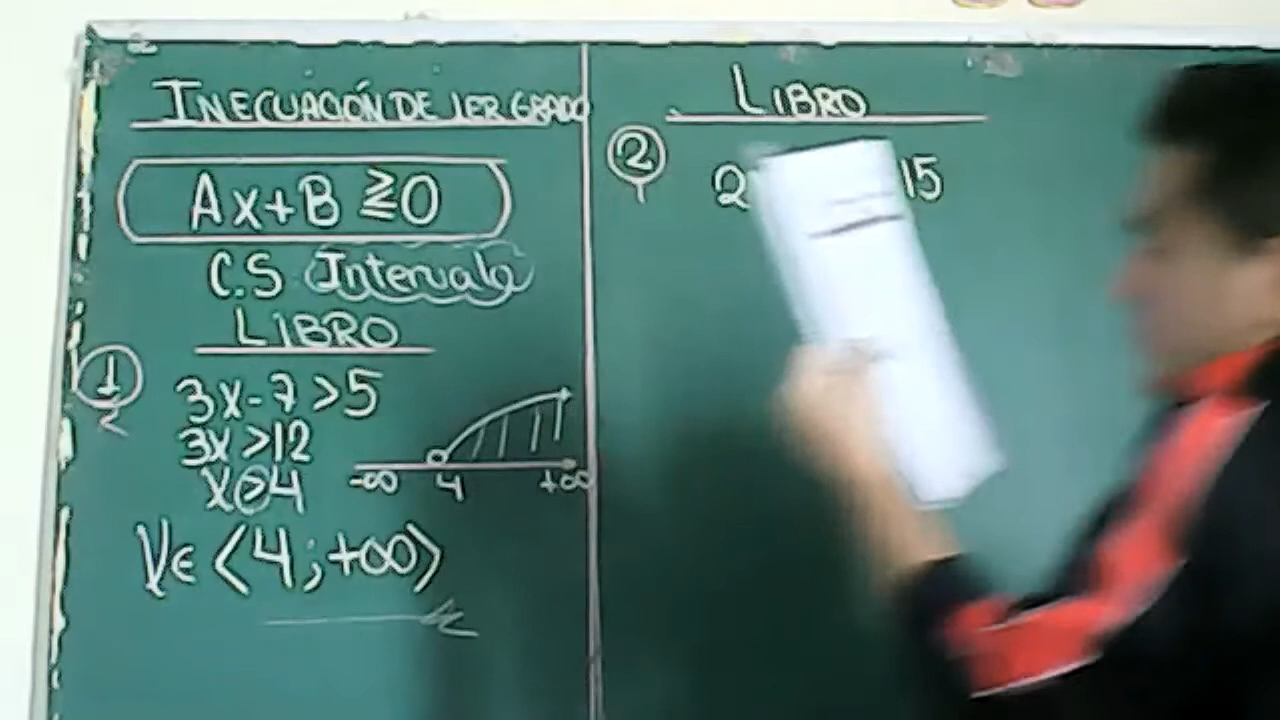 INECUACIÓN DE 1ER GRADO
Ax+B ≷0
C.S Intervalo
LIBRO
1
3x-7>5
3x>12
x>4
-∞ 4 +∞
x∈ ⟨4;+∞⟩
LIBRO
2
2 15